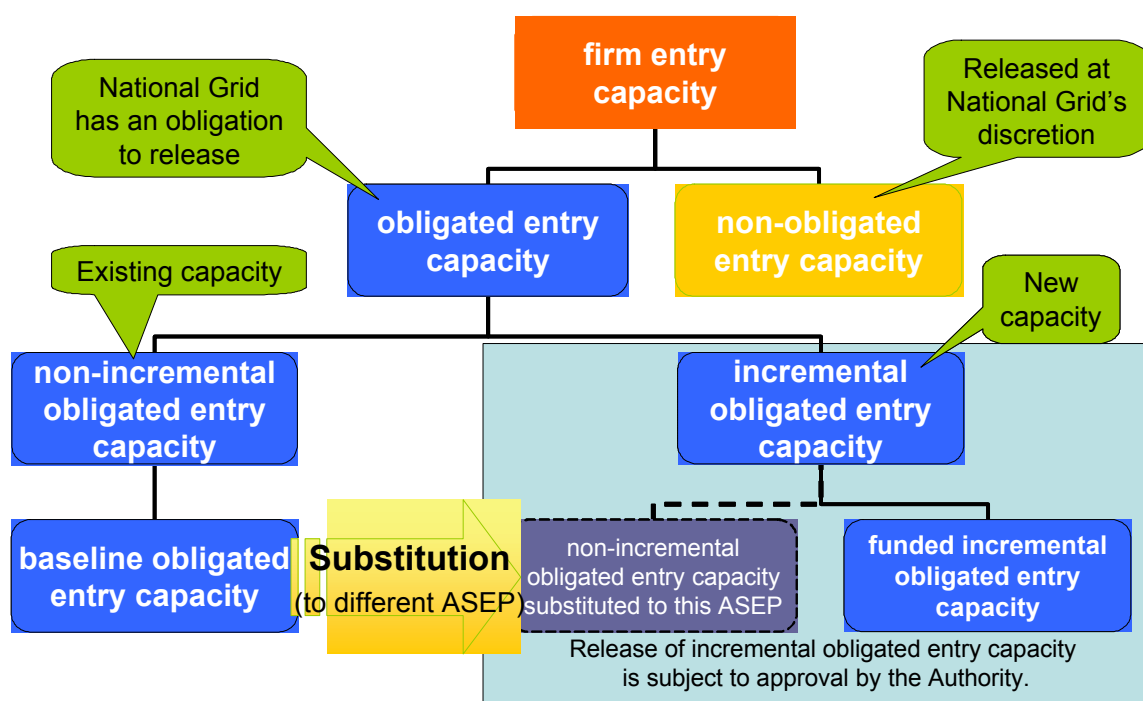 firm entry
capacity
National Grid
has an obligation
to release
Released at
National Grid's
discretion
obligated entry
capacity
non-obligated
entry capacity
Existing capacity
New
capacity
non-incremental
obligated entry
capacity
incremental
obligated entry
capacity
baseline obligated
entry capacity
Substitution
(to different ASEP)
non-incremental
obligated entry capacity
substituted to this ASEP
funded incremental
obligated entry
capacity
Release of incremental obligated entry capacity
is subject to approval by the Authority.